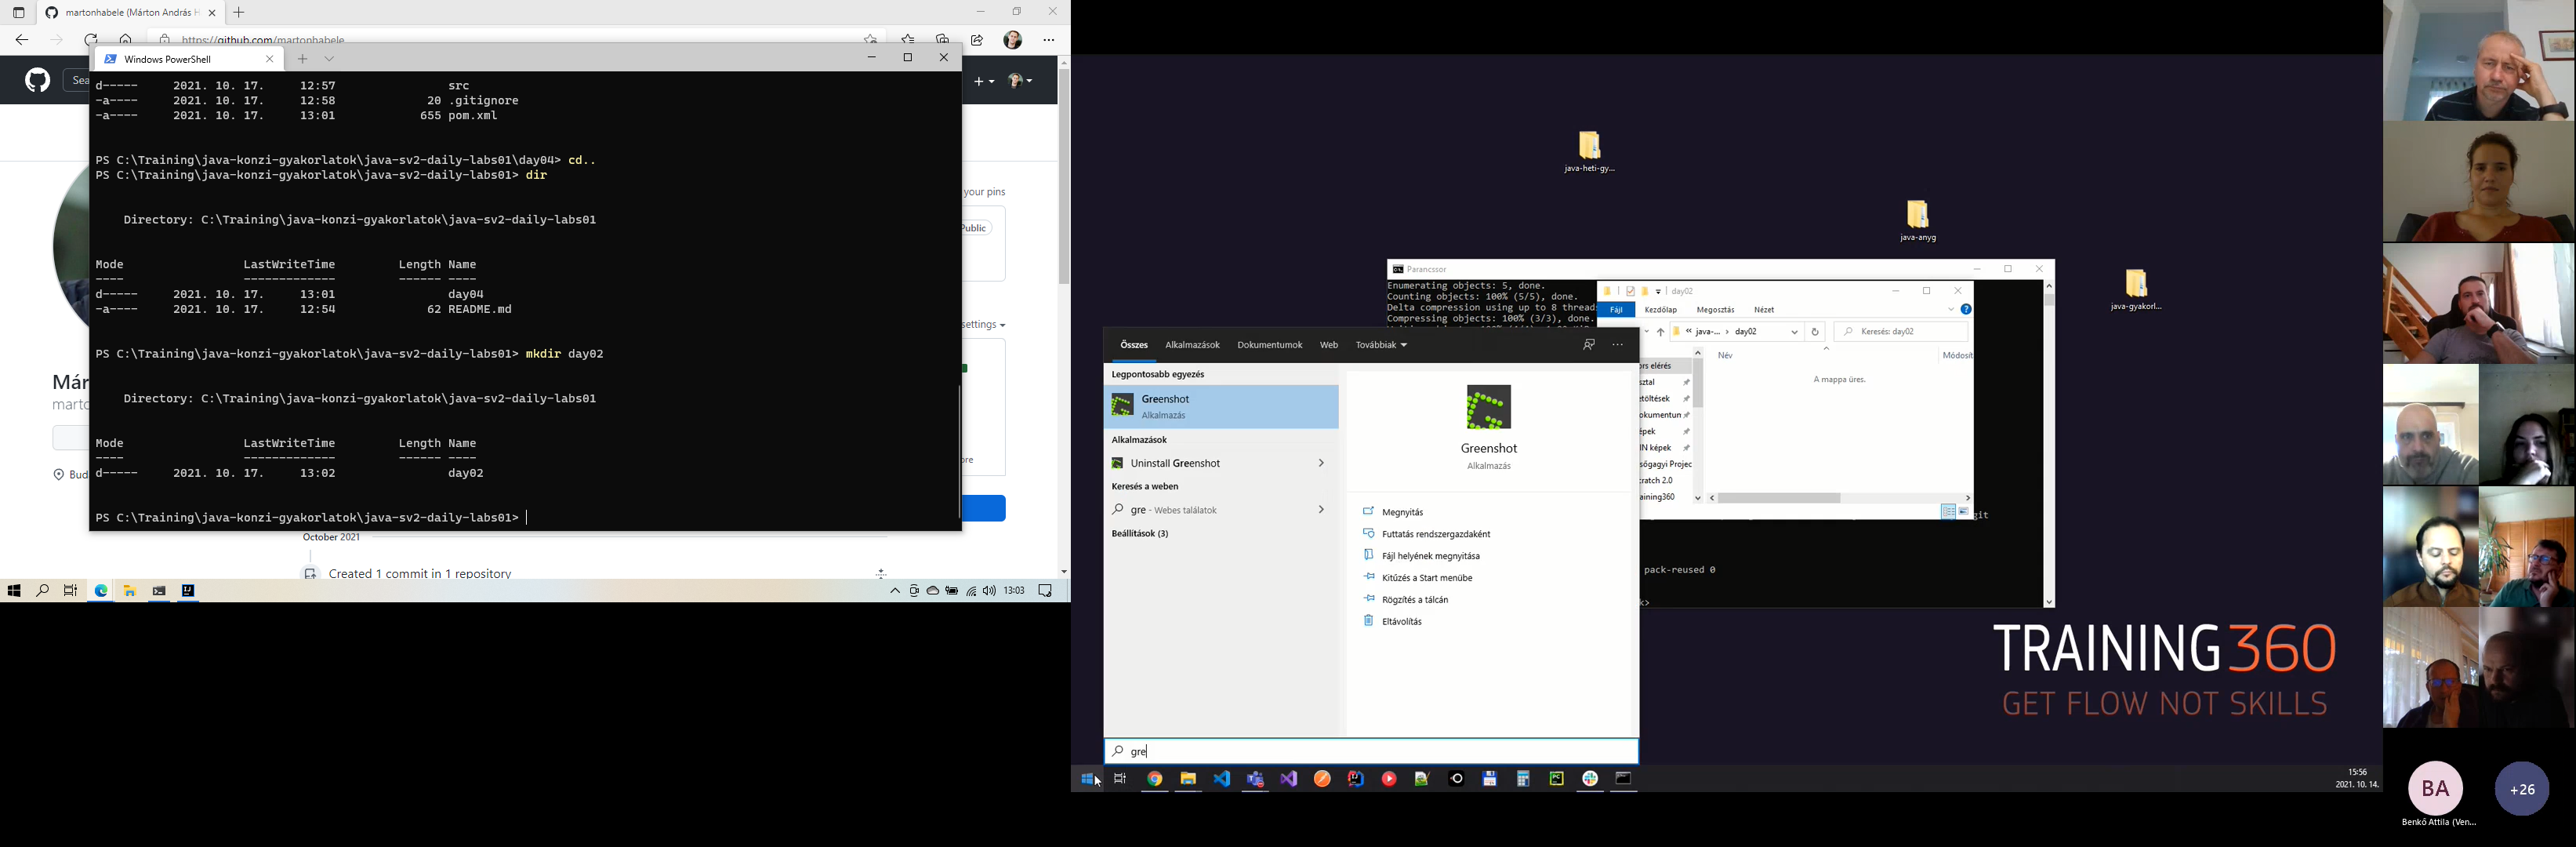 martonhabele (Márton András H
https://github.com/martonhabele
Windows PowerShell
Sea
d-----     2021. 10. 17.     12:57                src
-a----     2021. 10. 17.     12:58             20 .gitignore
-a----     2021. 10. 17.     13:01            655 pom.xml
PS C:\Training\java-konzi-gyakorlatok\java-sv2-daily-labs01\day04> cd..
PS C:\Training\java-konzi-gyakorlatok\java-sv2-daily-labs01> dir
Directory: C:\Training\java-konzi-gyakorlatok\java-sv2-daily-labs01
Mode                 LastWriteTime         Length Name
----                 -------------         ------ ----
d-----     2021. 10. 17.     13:01                day04
-a----     2021. 10. 17.     12:54             62 README.md
PS C:\Training\java-konzi-gyakorlatok\java-sv2-daily-labs01> mkdir day02
Directory: C:\Training\java-konzi-gyakorlatok\java-sv2-daily-labs01
Mode                 LastWriteTime         Length Name
----                 -------------         ------ ----
d-----     2021. 10. 17.     13:02                day02
PS C:\Training\java-konzi-gyakorlatok\java-sv2-daily-labs01>
your pins
Public
settings
Már
marto
ore
Bud
October 2021
Created 1 commit in 1 repository
13:03
java-heti-gy...
java-anyg
java-gyakorl...
Parancssor
Enumerating objects: 5, done.
Counting objects: 100% (5/5), done.
Delta compression using up to 8 thread
Compressing objects: 100% (3/3), done.
day02
Fájl
Kezdőlap
Megosztás
Nézet
« java-... › day02
Keresés: day02
Név
Módosít
A mappa üres.
ors elérés
sztal
etöltések
okumentun
épek
IN képek
sőgagyi Projec
cratch 2.0
aining360
git
pack-reused 0
k>
Összes
Alkalmazások
Dokumentumok
Web
Továbbiak
Legpontosabb egyezés
Greenshot
Alkalmazás
Alkalmazások
Uninstall Greenshot
Keresés a weben
gre - Webes találatok
Beállítások (3)
Greenshot
Alkalmazás
Megnyitás
Futtatás rendszergazdaként
Fájl helyének megnyitása
Kitűzés a Start menübe
Rögzítés a tálcán
Eltávolítás
gre
TRAINING360
GET FLOW NOT SKILLS
15:56
2021. 10. 14.
BA
+26
Benkő Attila (Ven...